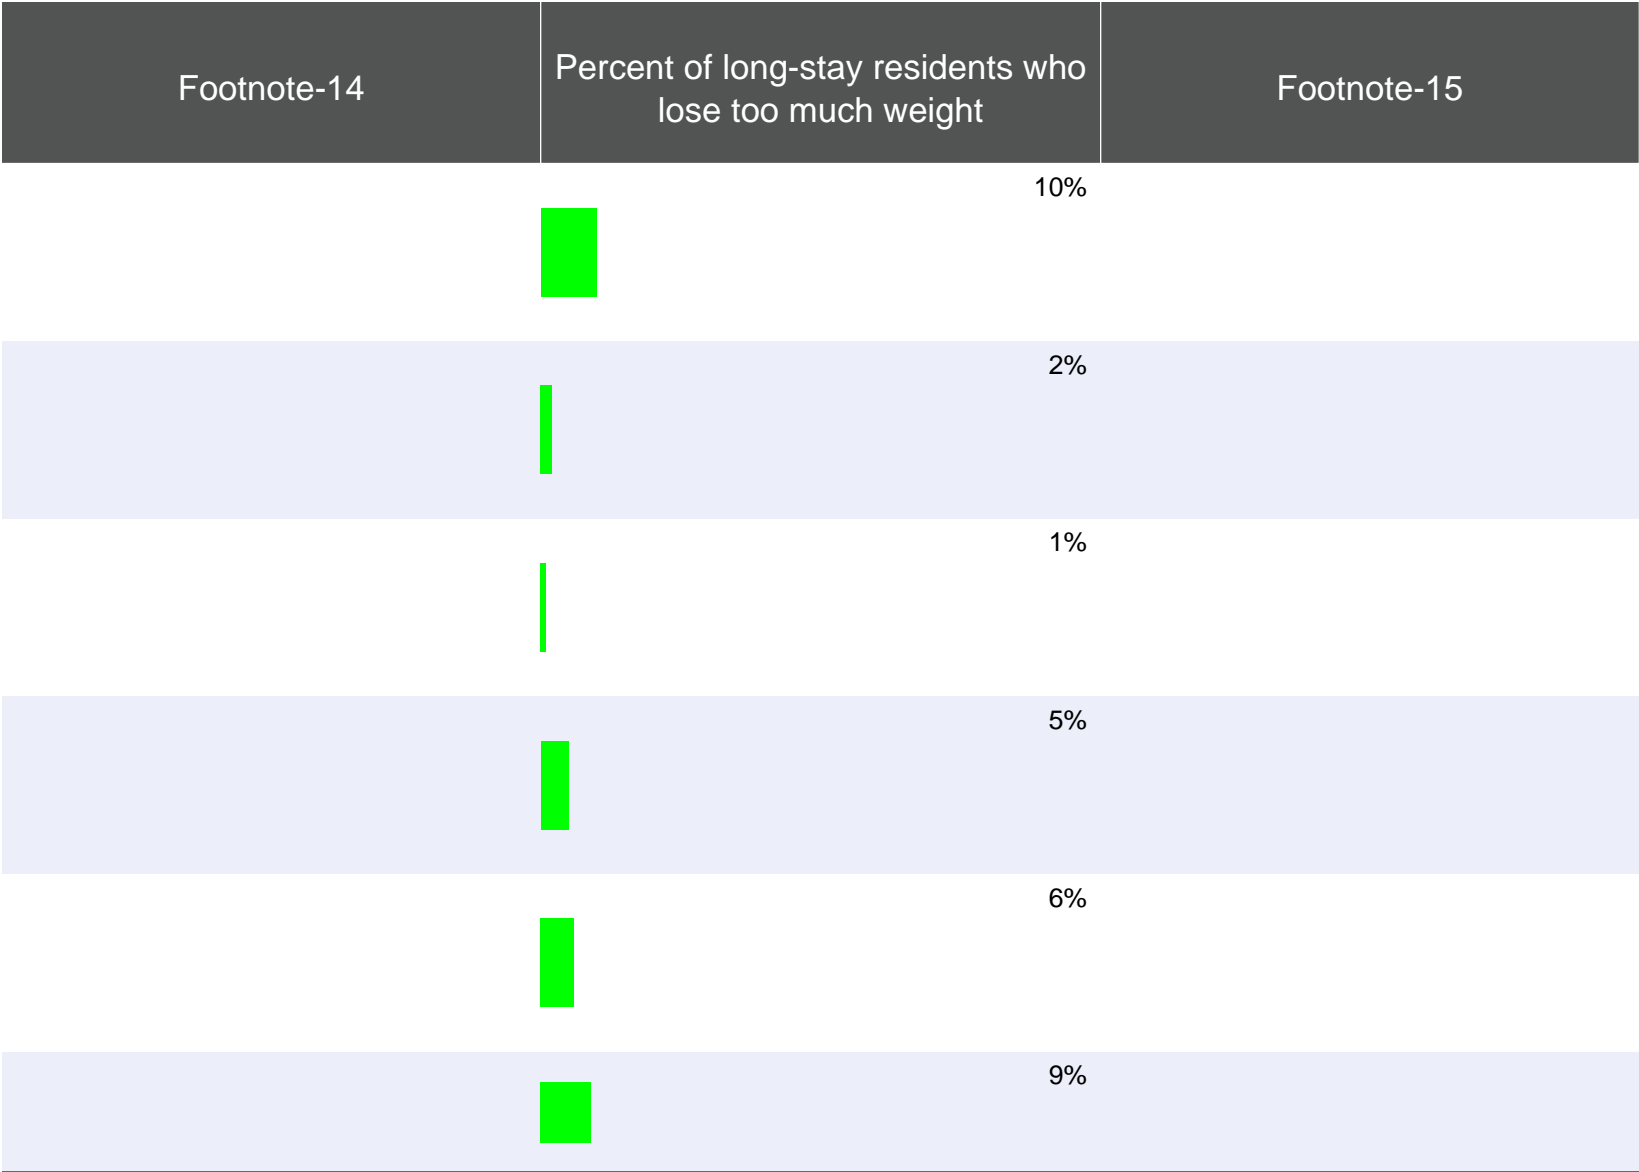 Footnote-14
Percent of long-stay residents who
lose too much weight
Footnote-15
10%
2%
1%
5%
6%
9%